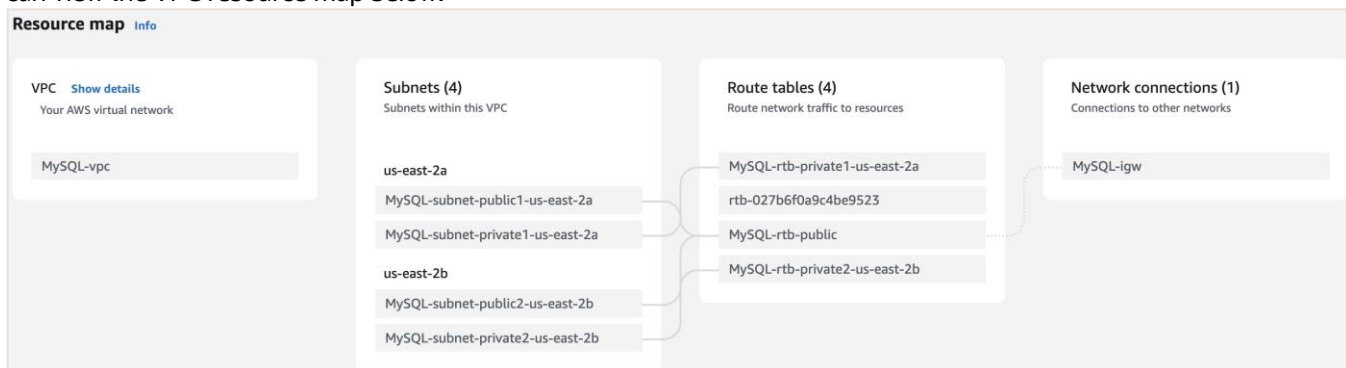 Resource map Info
VPC Show details
Your AWS virtual network
MySQL-vpc
Subnets (4)
Subnets within this VPC
us-east-2a
MySQL-subnet-public1-us-east-2a
MySQL-subnet-private1-us-east-2a
us-east-2b
MySQL-subnet-public2-us-east-2b
MySQL-subnet-private2-us-east-2b
Route tables (4)
Route network traffic to resources
MySQL-rtb-private1-us-east-2a
rtb-027b6f0a9c4be9523
MySQL-rtb-public
MySQL-rtb-private2-us-east-2b
Network connections (1)
Connections to other networks
MySQL-igw